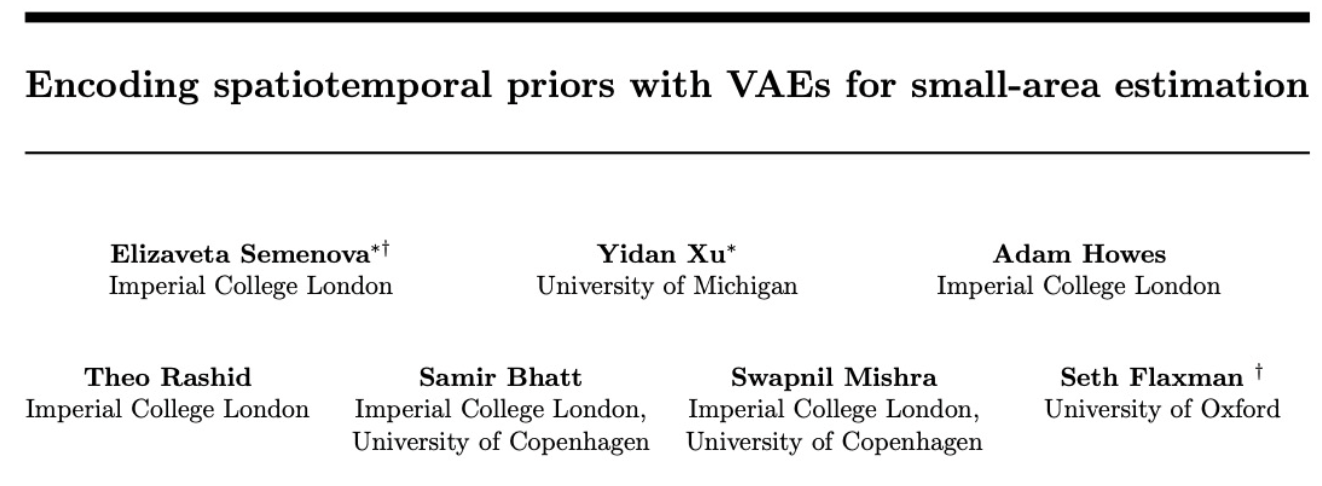 Encoding spatiotemporal priors with VAEs for small-area estimation
Elizaveta Semenova*† Yidan Xu* Adam Howes
Imperial College London University of Michigan Imperial College London
Theo Rashid Samir Bhatt Swapnil Mishra Seth Flaxman †
Imperial College London Imperial College London, Imperial College London, University of Oxford
University of Copenhagen University of Copenhagen